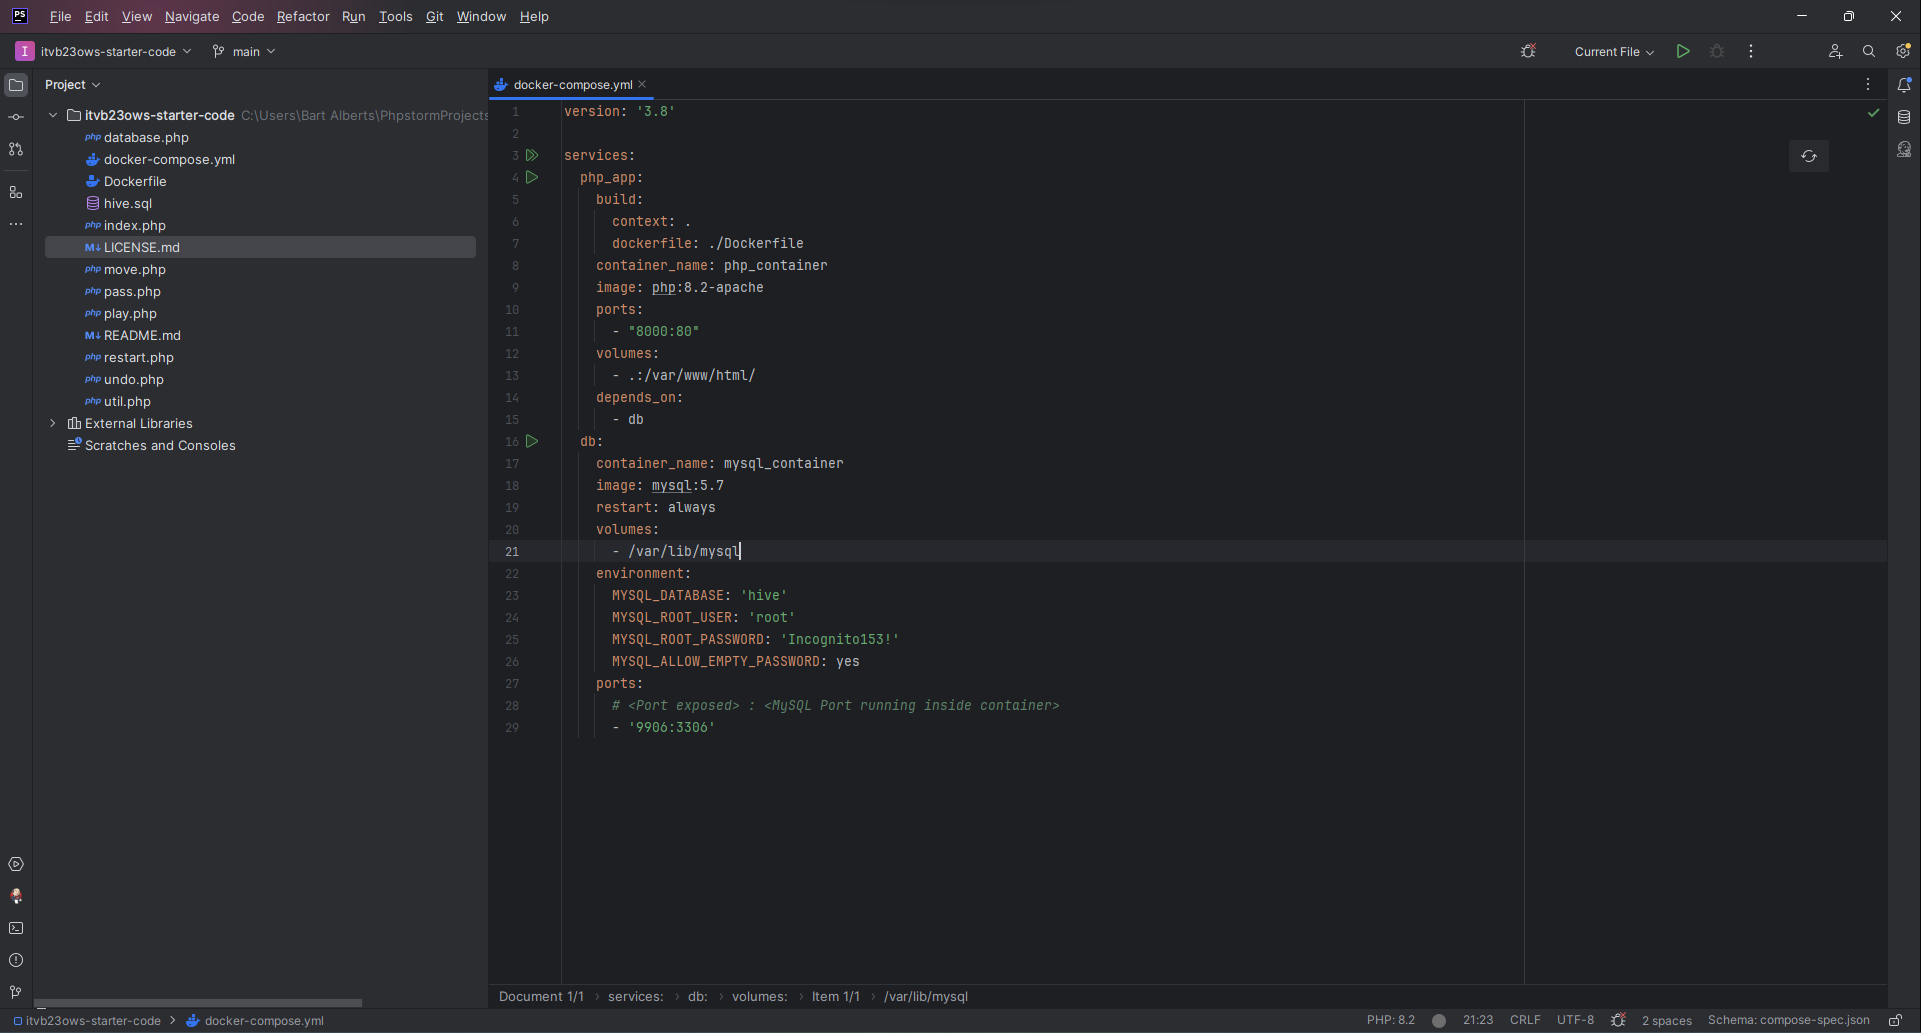 PS File Edit View Navigate Code Refactor Run Tools Git Window Help
I itvb23ows-starter-code main Current File
Project
docker-compose.yml
itvb23ows-starter-code C:\Users\Bart Alberts\PhpstormProjects
php database.php
docker-compose.yml
Dockerfile
hive.sql
php index.php
M↓ LICENSE.md
php move.php
php pass.php
php play.php
M↓ README.md
php restart.php
php undo.php
php util.php
External Libraries
Scratches and Consoles
1 version: '3.8'
2
3 services:
4 php_app:
5 build:
6 context: .
7 dockerfile: ./Dockerfile
8 container_name: php_container
9 image: php:8.2-apache
10 ports:
11 - "8000:80"
12 volumes:
13 - .:/var/www/html/
14 depends_on:
15 - db
16 db:
17 container_name: mysql_container
18 image: mysql:5.7
19 restart: always
20 volumes:
21 - /var/lib/mysql
22 environment:
23 MYSQL_DATABASE: 'hive'
24 MYSQL_ROOT_USER: 'root'
25 MYSQL_ROOT_PASSWORD: 'Incognito153!'
26 MYSQL_ALLOW_EMPTY_PASSWORD: yes
27 ports:
28 # <Port exposed> : <MySQL Port running inside container>
29 - '9906:3306'
Document 1/1 › services: › db: › volumes: › Item 1/1 › /var/lib/mysql
itvb23ows-starter-code > docker-compose.yml PHP: 8.2 21:23 CRLF UTF-8 2 spaces Schema: compose-spec.json